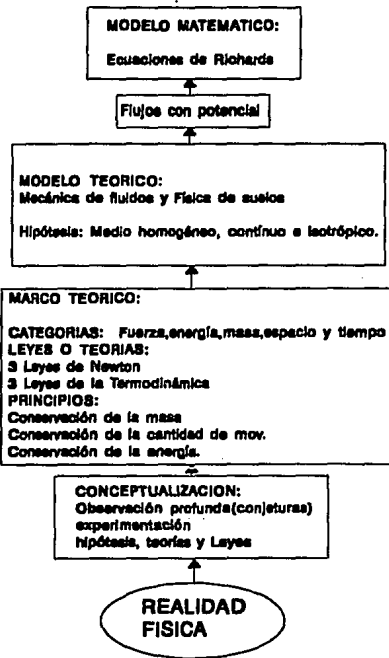 MODELO MATEMATICO:
Ecuaciones de Richards
Flujos con potencial
MODELO TEORICO:
Mecánica de fluidos y Física de suelos
Hipótesis: Medio homogéneo, contínuo e isotrópico.
MARCO TEORICO:
CATEGORIAS: Fuerza,energía,masa,espacio y tiempo
LEYES O TEORIAS:
3 Leyes de Newton
3 Leyes de la Termodinámica
PRINCIPIOS:
Conservación de la masa
Conservación de la cantidad de mov.
Conservación de la energía.
CONCEPTUALIZACION:
Observación profunda(conjeturas)
experimentación
hipótesis, teorías y Leyes
REALIDAD
FISICA